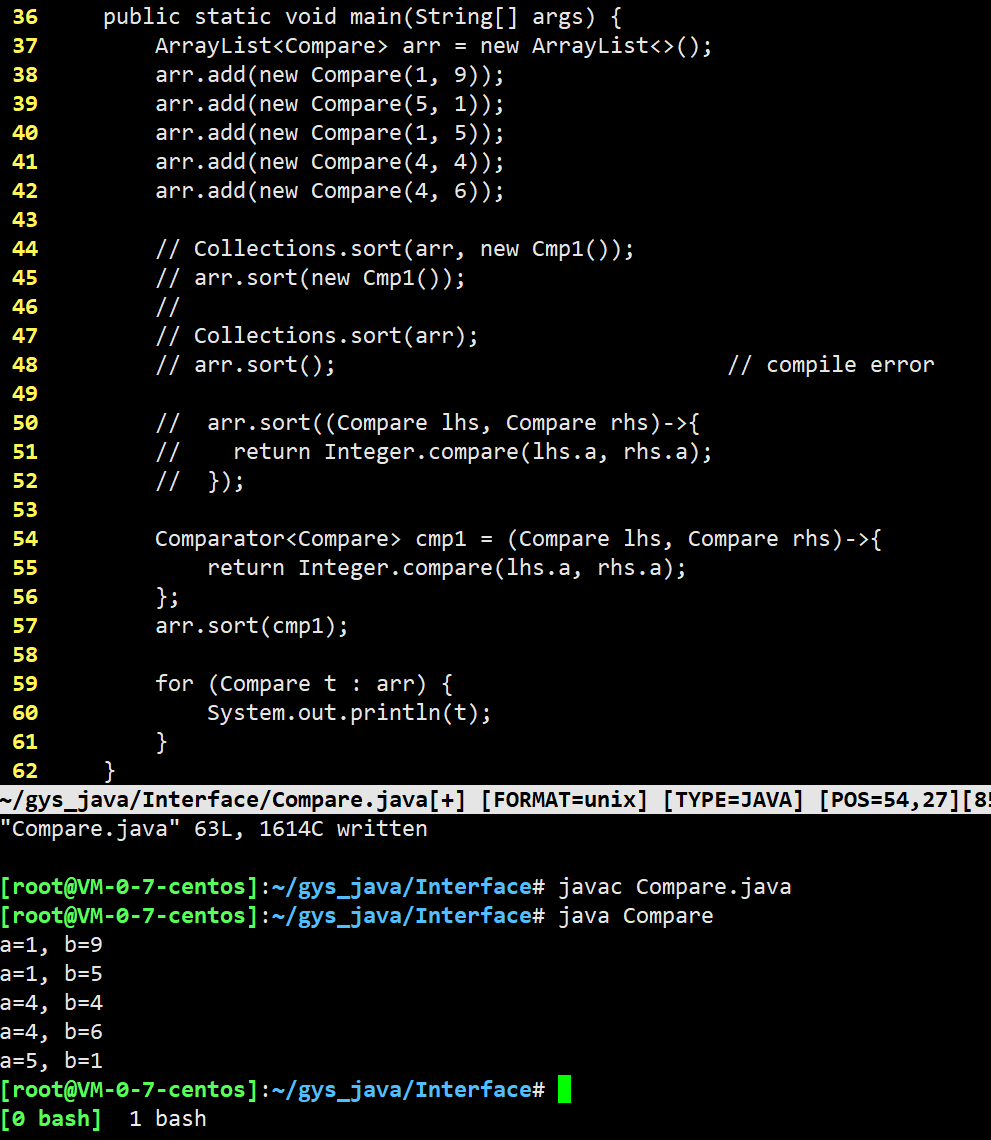 36     public static void main(String[] args) {
37         ArrayList<Compare> arr = new ArrayList<>();
38         arr.add(new Compare(1, 9));
39         arr.add(new Compare(5, 1));
40         arr.add(new Compare(1, 5));
41         arr.add(new Compare(4, 4));
42         arr.add(new Compare(4, 6));
43
44         // Collections.sort(arr, new Cmp1());
45         // arr.sort(new Cmp1());
46         //
47         // Collections.sort(arr);
48         // arr.sort();                              // compile error
49
50         //  arr.sort((Compare lhs, Compare rhs)->{
51         //    return Integer.compare(lhs.a, rhs.a);
52         //  });
53
54         Comparator<Compare> cmp1 = (Compare lhs, Compare rhs)->{
55             return Integer.compare(lhs.a, rhs.a);
56         };
57         arr.sort(cmp1);
58
59         for (Compare t : arr) {
60             System.out.println(t);
61         }
62     }
~/gys_java/Interface/Compare.java[+] [FORMAT=unix] [TYPE=JAVA] [POS=54,27][85
"Compare.java" 63L, 1614C written
[root@VM-0-7-centos]:~/gys_java/Interface# javac Compare.java
[root@VM-0-7-centos]:~/gys_java/Interface# java Compare
a=1, b=9
a=1, b=5
a=4, b=4
a=4, b=6
a=5, b=1
[root@VM-0-7-centos]:~/gys_java/Interface#
[0 bash]  1 bash